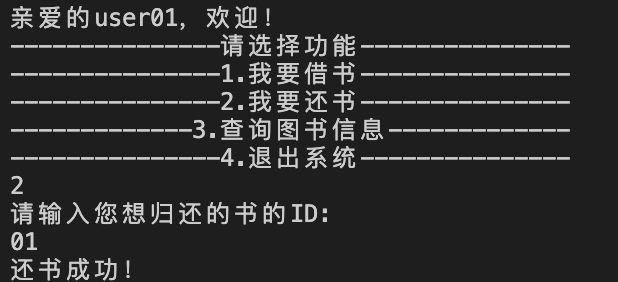 亲爱的user01，欢迎！
---------------请选择功能---------------
---------------1.我要借书---------------
---------------2.我要还书---------------
-------------3.查询图书信息-------------
---------------4.退出系统---------------
2
请输入您想归还的书的ID:
01
还书成功！